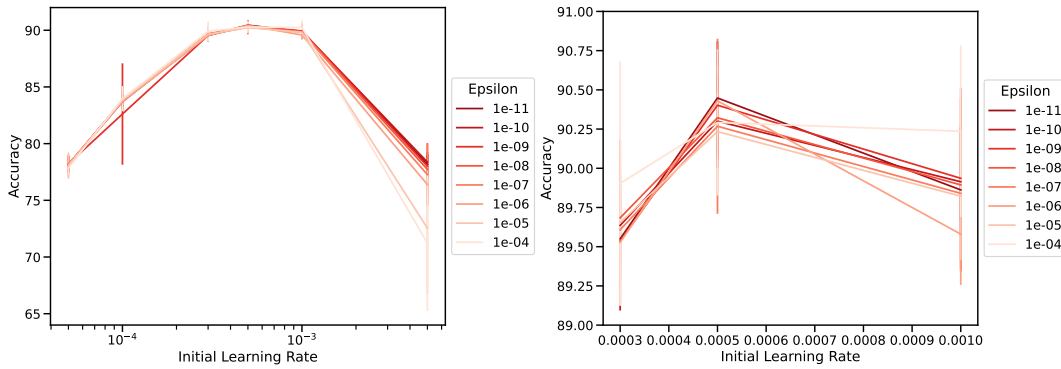 90
85
80
75
70
65
Accuracy
10⁻⁴
10⁻³
Initial Learning Rate
Epsilon
1e-11
1e-10
1e-09
1e-08
1e-07
1e-06
1e-05
1e-04
91.00
90.75
90.50
90.25
90.00
89.75
89.50
89.25
89.00
Accuracy
0.0003 0.0004 0.0005 0.0006 0.0007 0.0008 0.0009 0.0010
Initial Learning Rate
Epsilon
1e-11
1e-10
1e-09
1e-08
1e-07
1e-06
1e-05
1e-04